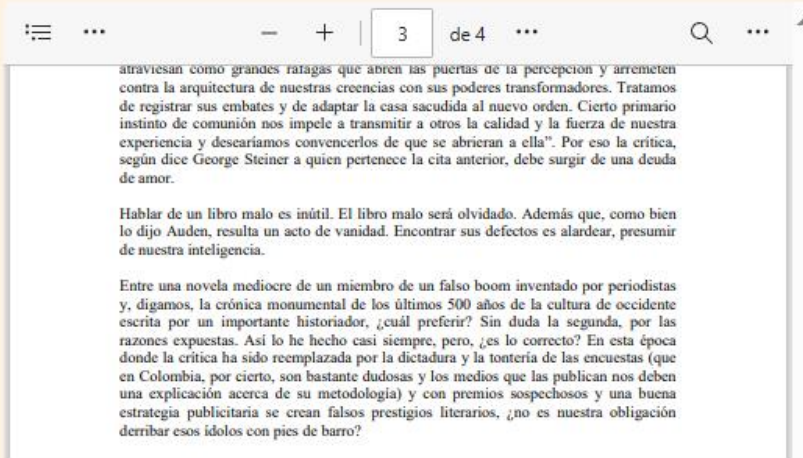 3 de 4
atraviesan como grandes ráfagas que abren las puertas de la percepción y arremeten
contra la arquitectura de nuestras creencias con sus poderes transformadores. Tratamos
de registrar sus embates y de adaptar la casa sacudida al nuevo orden. Cierto primario
instinto de comunión nos impele a transmitir a otros la calidad y la fuerza de nuestra
experiencia y desearíamos convencerlos de que se abrieran a ella”. Por eso la crítica,
según dice George Steiner a quien pertenece la cita anterior, debe surgir de una deuda
de amor.
Hablar de un libro malo es inútil. El libro malo será olvidado. Además que, como bien
lo dijo Auden, resulta un acto de vanidad. Encontrar sus defectos es alardear, presumir
de nuestra inteligencia.
Entre una novela mediocre de un miembro de un falso boom inventado por periodistas
y, digamos, la crónica monumental de los últimos 500 años de la cultura de occidente
escrita por un importante historiador, ¿cuál preferir? Sin duda la segunda, por las
razones expuestas. Así lo he hecho casi siempre, pero, ¿es lo correcto? En esta época
donde la crítica ha sido reemplazada por la dictadura y la tontería de las encuestas (que
en Colombia, por cierto, son bastante dudosas y los medios que las publican nos deben
una explicación acerca de su metodología) y con premios sospechosos y una buena
estrategia publicitaria se crean falsos prestigios literarios, ¿no es nuestra obligación
derribar esos ídolos con pies de barro?